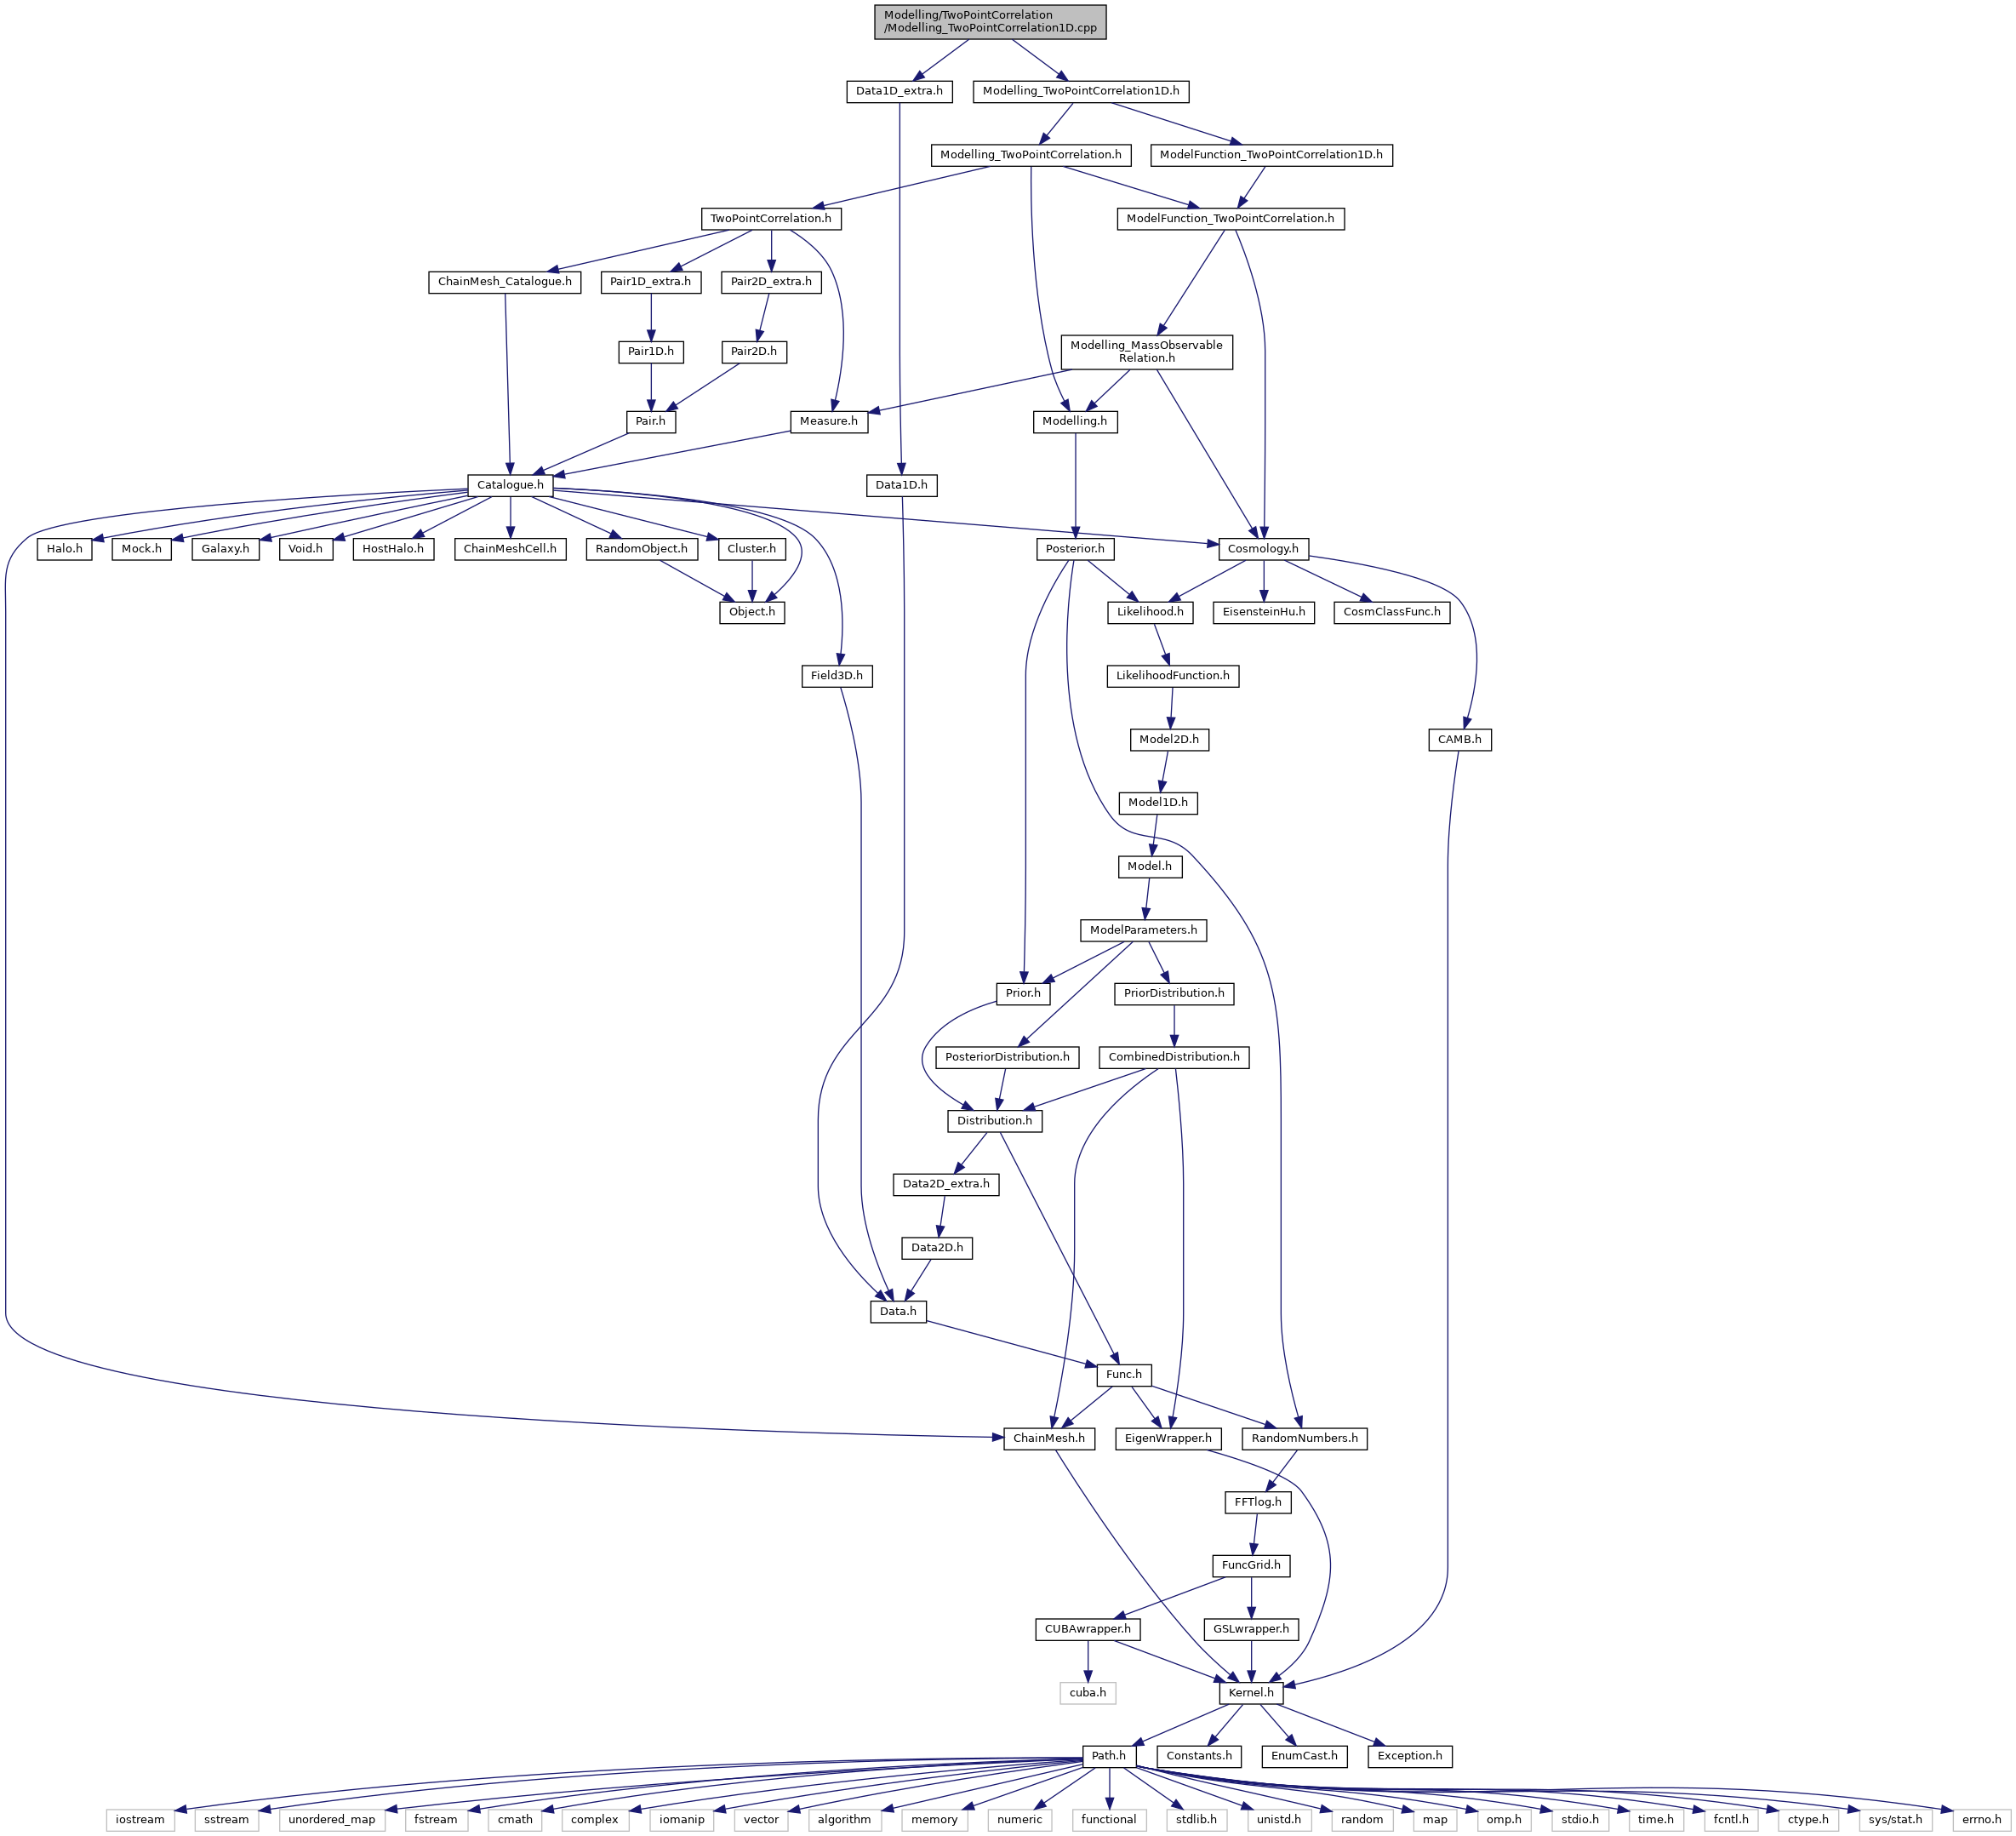 Modelling/TwoPointCorrelation
/Modelling_TwoPointCorrelation1D.cpp
Data1D_extra.h
Modelling_TwoPointCorrelation1D.h
Modelling_TwoPointCorrelation.h
ModelFunction_TwoPointCorrelation1D.h
TwoPointCorrelation.h
ModelFunction_TwoPointCorrelation.h
ChainMesh_Catalogue.h
Pair1D_extra.h
Pair2D_extra.h
Pair1D.h
Pair2D.h
Modelling_MassObservable
Relation.h
Pair.h
Measure.h
Modelling.h
Catalogue.h
Data1D.h
Halo.h
Mock.h
Galaxy.h
Void.h
HostHalo.h
ChainMeshCell.h
RandomObject.h
Cluster.h
Posterior.h
Cosmology.h
Object.h
Likelihood.h
EisensteinHu.h
CosmClassFunc.h
Field3D.h
LikelihoodFunction.h
Model2D.h
CAMB.h
Model1D.h
Model.h
ModelParameters.h
Prior.h
PriorDistribution.h
PosteriorDistribution.h
CombinedDistribution.h
Distribution.h
Data2D_extra.h
Data2D.h
Data.h
Func.h
ChainMesh.h
EigenWrapper.h
RandomNumbers.h
FFTlog.h
FuncGrid.h
CUBAwrapper.h
GSLwrapper.h
cuba.h
Kernel.h
Path.h
Constants.h
EnumCast.h
Exception.h
iostream
sstream
unordered_map
fstream
cmath
complex
iomanip
vector
algorithm
memory
numeric
functional
stdlib.h
unistd.h
random
map
omp.h
stdio.h
time.h
fcntl.h
ctype.h
sys/stat.h
errno.h